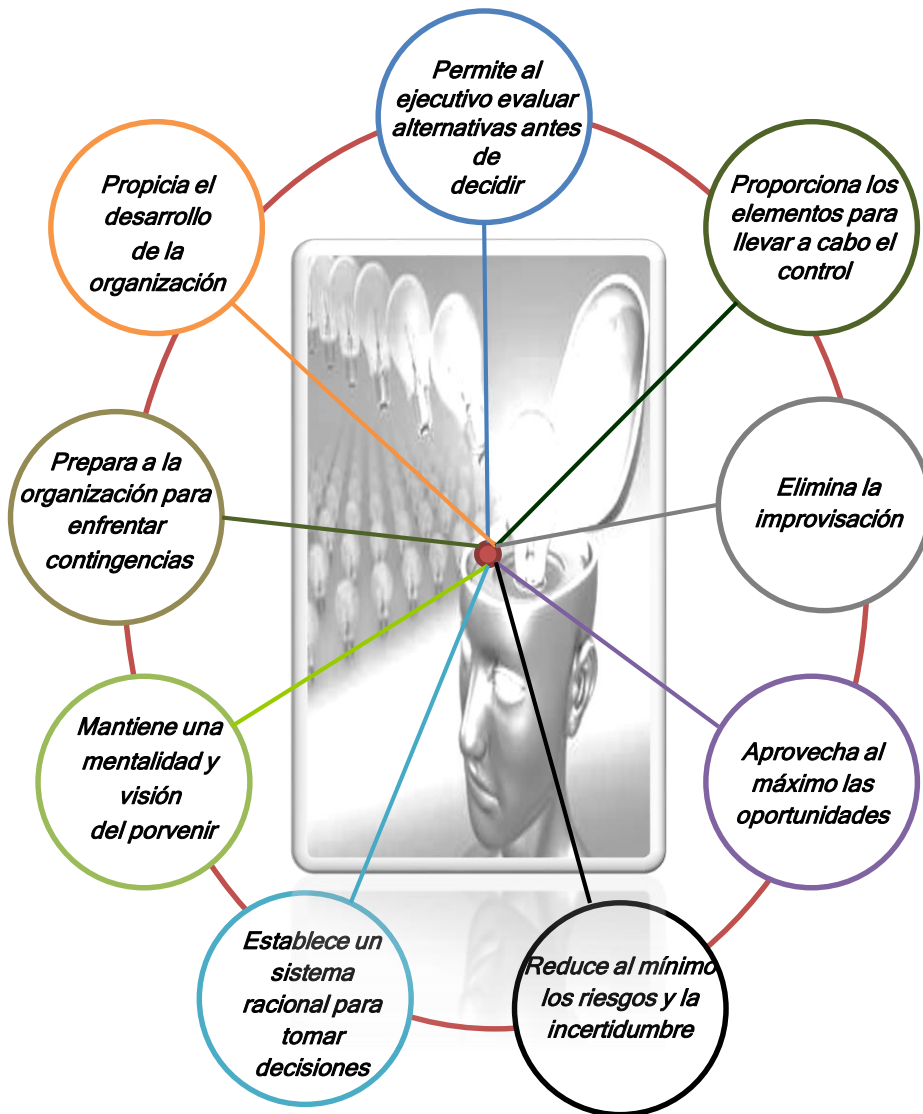 Permite al
ejecutivo evaluar
alternativas antes
de
decidir
Proporciona los
elementos para
llevar a cabo el
control
Elimina la
improvisación
Aprovecha al
máximo las
oportunidades
Reduce al mínimo
los riesgos y la
incertidumbre
Establece un
sistema
racional para
tomar
decisiones
Mantiene una
mentalidad y
visión
del porvenir
Prepara a la
organización para
enfrentar
contingencias
Propicia el
desarrollo
de la
organización